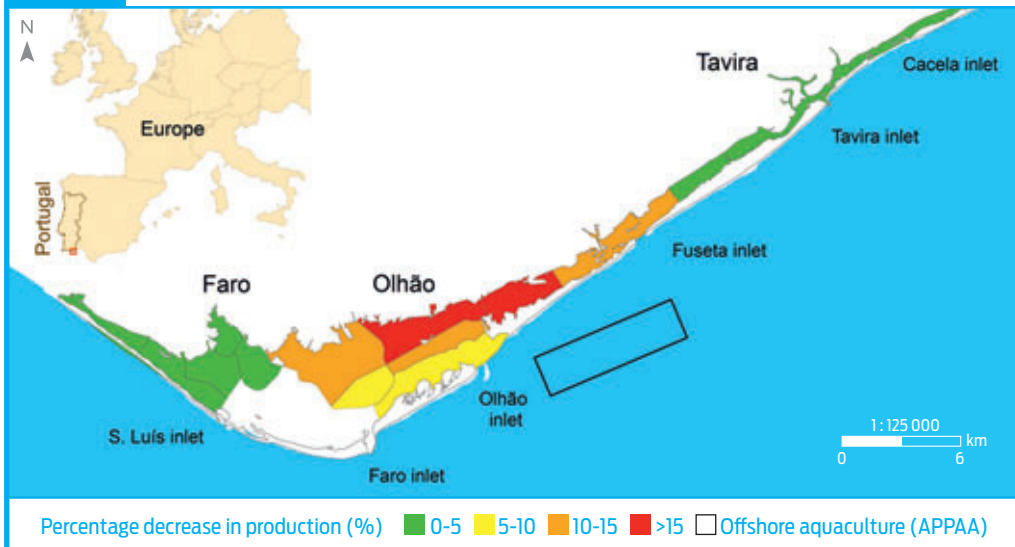 N
Europe
Portugal
Tavira
Cacela inlet
Tavira inlet
Fuseta inlet
Faro
Olhão
Olhão
inlet
S. Luís inlet
Faro inlet
1 : 125 000
km
0 6
Percentage decrease in production (%) 0-5 5-10 10-15 >15 Offshore aquaculture (APPAA)